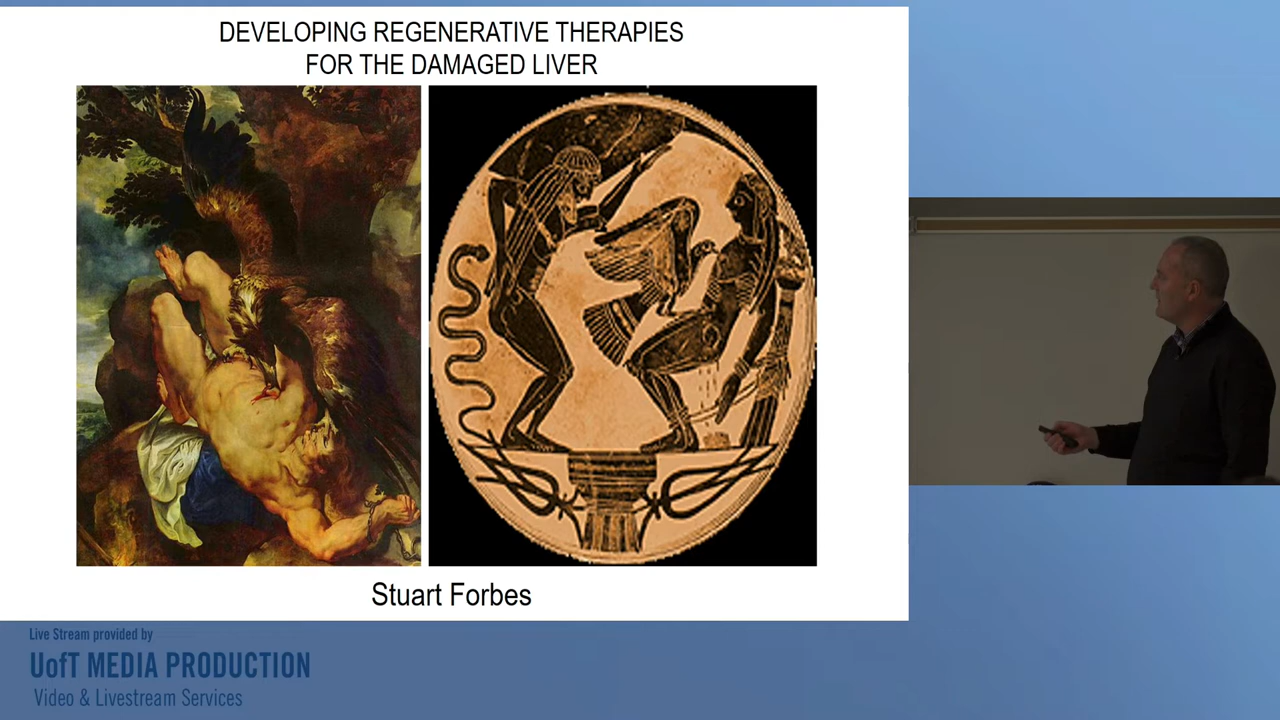 DEVELOPING REGENERATIVE THERAPIES
FOR THE DAMAGED LIVER
Stuart Forbes
Live Stream provided by
UofT MEDIA PRODUCTION
Video & Livestream Services